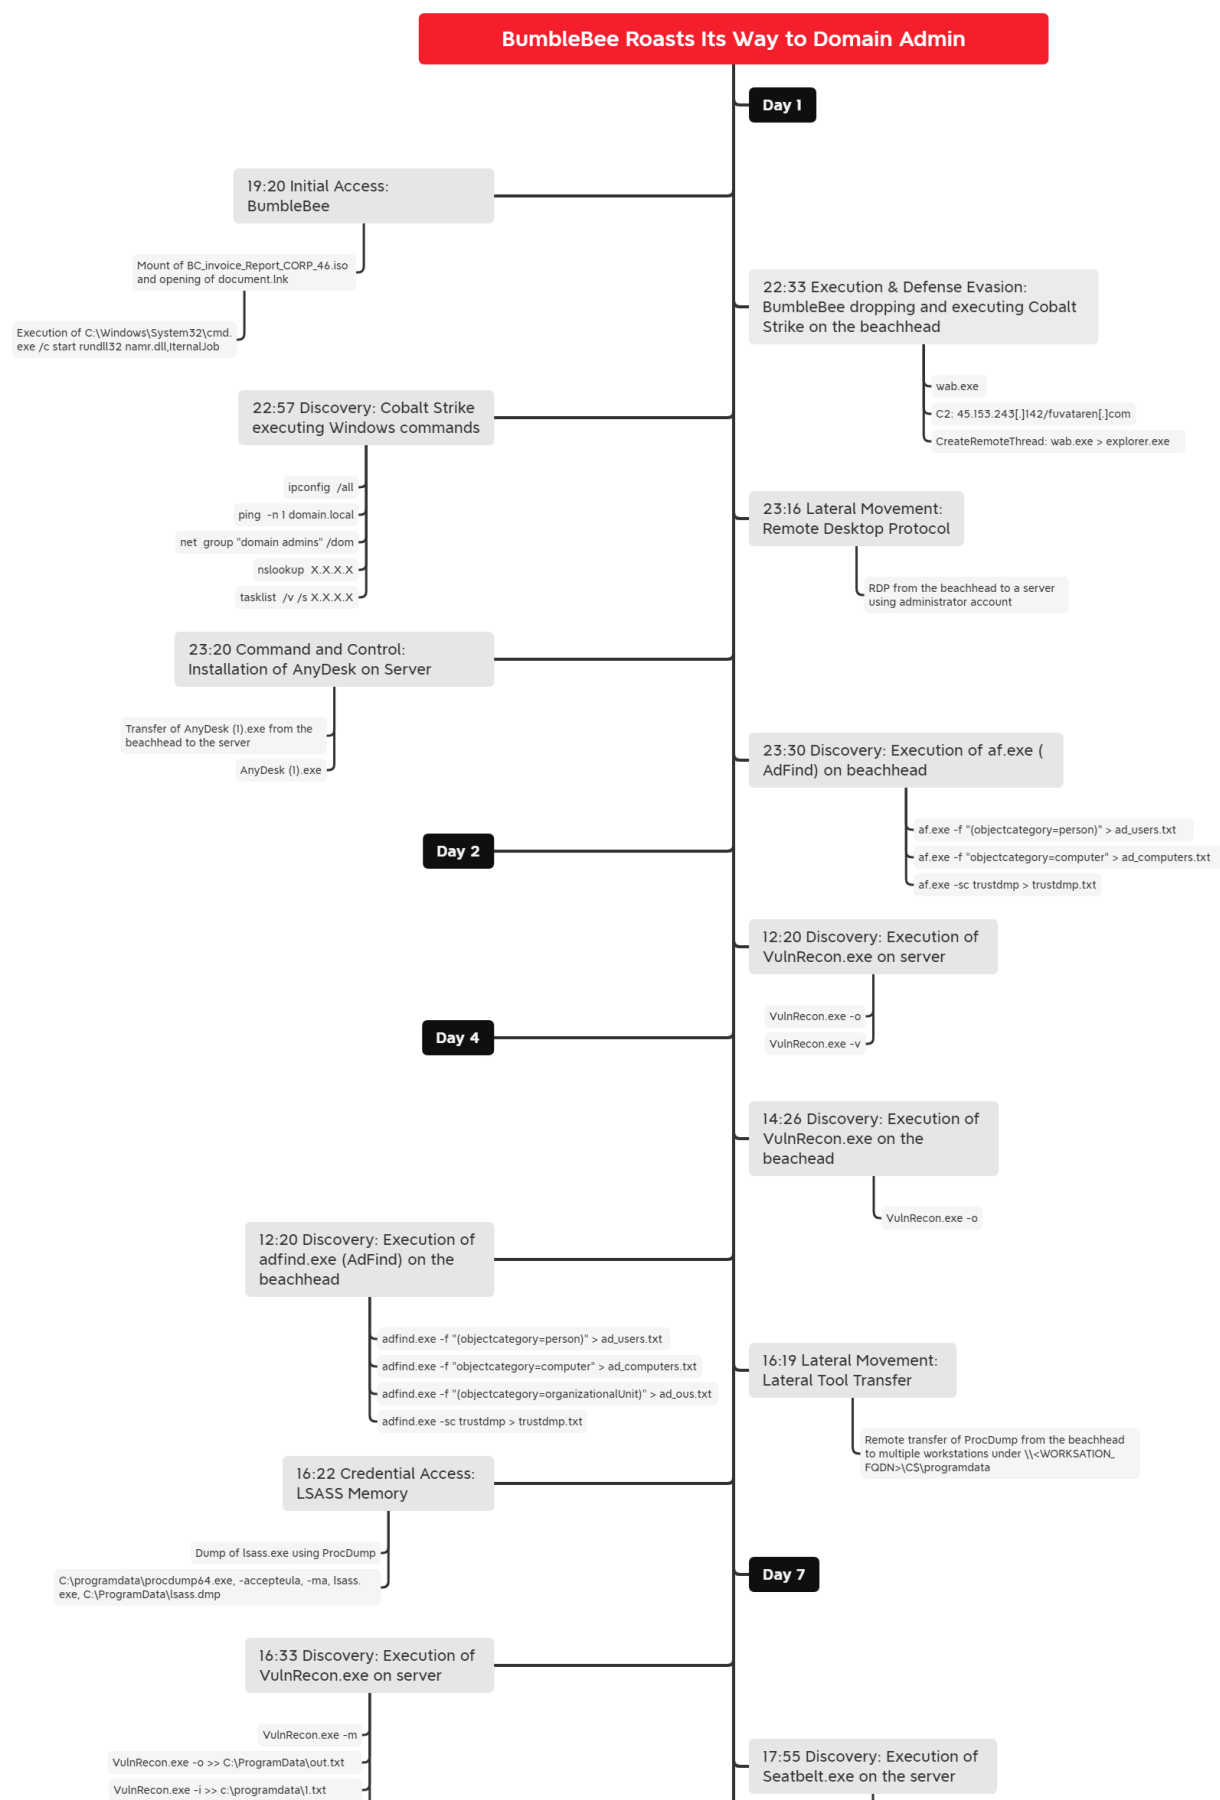 BumbleBee Roasts Its Way to Domain Admin
Day 1
19:20 Initial Access:
BumbleBee
Mount of BC_invoice_Report_CORP_46.iso
and opening of document.lnk
Execution of C:\Windows\System32\cmd.
exe /c start rundll32 namr.dll,IternalJob
22:33 Execution & Defense Evasion:
BumbleBee dropping and executing Cobalt
Strike on the beachhead
wab.exe
C2: 45.153.243[.]142/fuvataren[.]com
CreateRemoteThread: wab.exe > explorer.exe
22:57 Discovery: Cobalt Strike
executing Windows commands
ipconfig  /all
ping  -n 1 domain.local
net  group "domain admins" /dom
nslookup  X.X.X.X
tasklist  /v /s X.X.X.X
23:16 Lateral Movement:
Remote Desktop Protocol
RDP from the beachhead to a server
using administrator account
23:20 Command and Control:
Installation of AnyDesk on Server
Transfer of AnyDesk (1).exe from the
beachhead to the server
AnyDesk (1).exe
23:30 Discovery: Execution of af.exe (
AdFind) on beachhead
af.exe -f "(objectcategory=person)" > ad_users.txt
af.exe -f "objectcategory=computer" > ad_computers.txt
af.exe -sc trustdmp > trustdmp.txt
Day 2
12:20 Discovery: Execution of
VulnRecon.exe on server
VulnRecon.exe -o
VulnRecon.exe -v
Day 4
14:26 Discovery: Execution of
VulnRecon.exe on the
beachead
VulnRecon.exe -o
12:20 Discovery: Execution of
adfind.exe (AdFind) on the
beachhead
adfind.exe -f "(objectcategory=person)" > ad_users.txt
adfind.exe -f "objectcategory=computer" > ad_computers.txt
adfind.exe -f "(objectcategory=organizationalUnit)" > ad_ous.txt
adfind.exe -sc trustdmp > trustdmp.txt
16:19 Lateral Movement:
Lateral Tool Transfer
Remote transfer of ProcDump from the beachhead
to multiple workstations under \\<WORKSATION_
FQDN>\C$\programdata
16:22 Credential Access:
LSASS Memory
Dump of lsass.exe using ProcDump
C:\programdata\procdump64.exe, -accepteula, -ma, lsass.
exe, C:\ProgramData\lsass.dmp
Day 7
16:33 Discovery: Execution of
VulnRecon.exe on server
VulnRecon.exe -m
VulnRecon.exe -o >> C:\ProgramData\out.txt
VulnRecon.exe -i >> c:\programdata\1.txt
17:55 Discovery: Execution of
Seatbelt.exe on the server